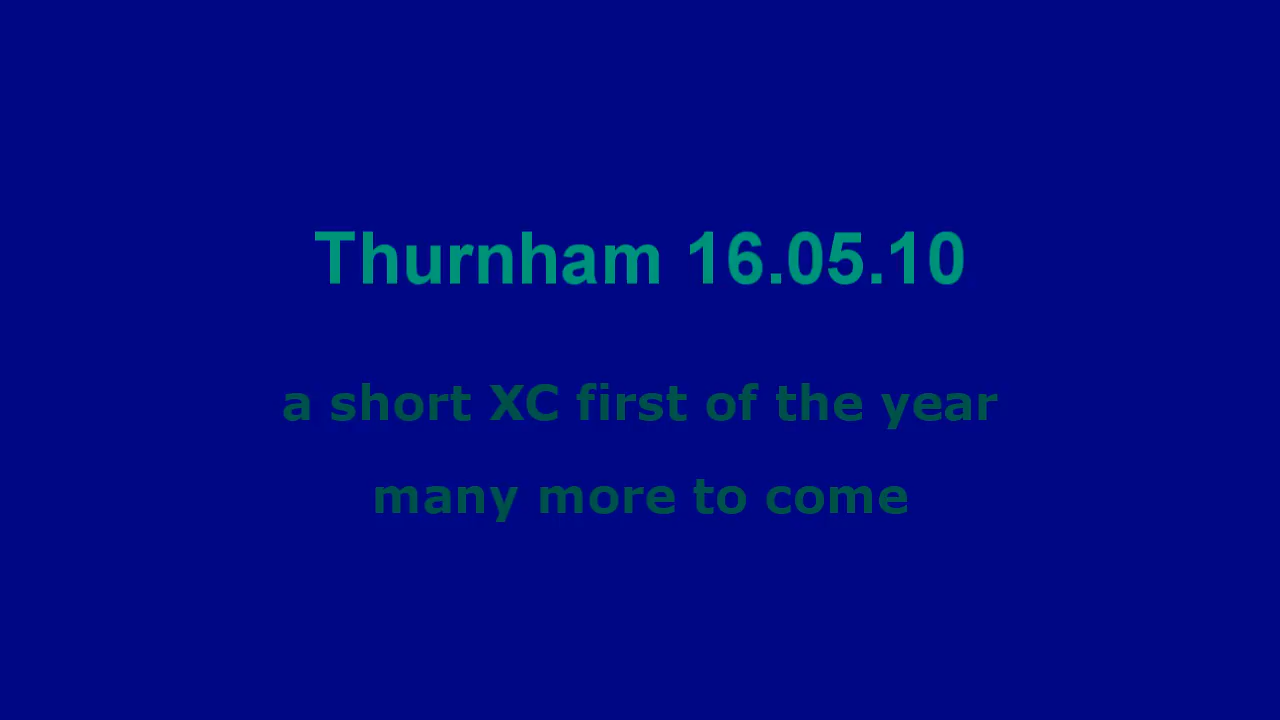 Thurnham 16.05.10
a short XC first of the year
many more to come